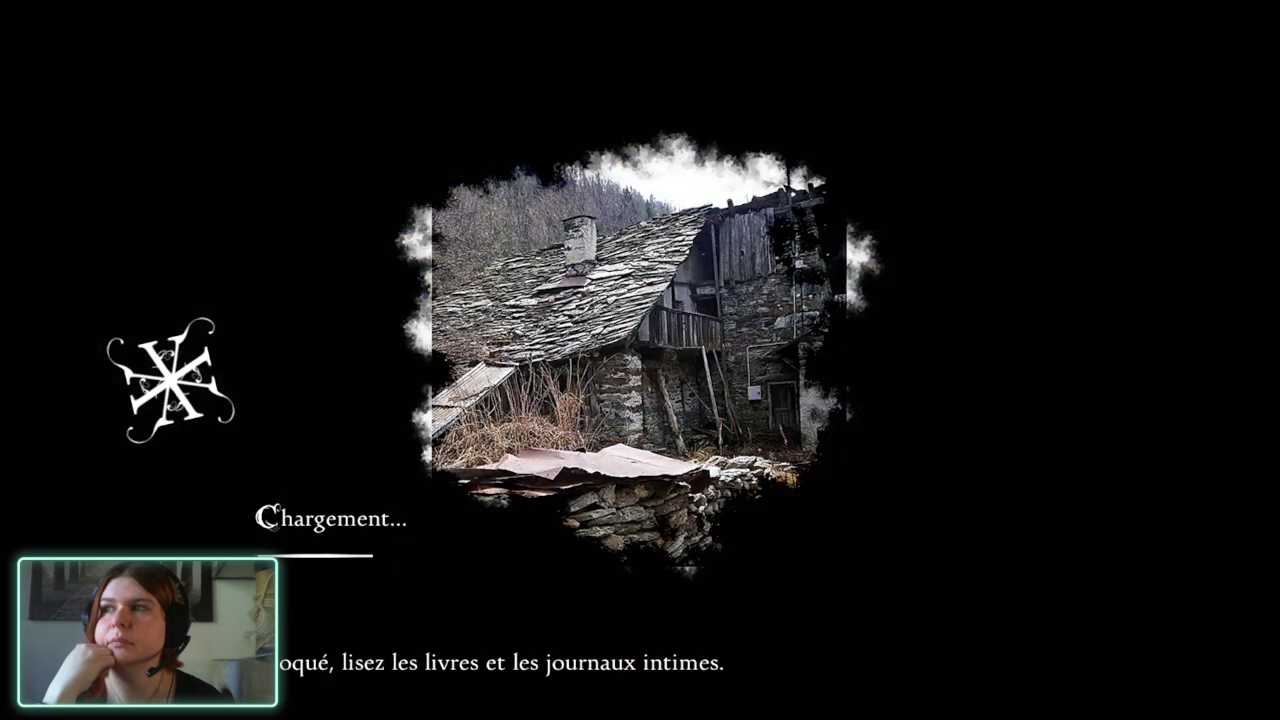 Chargement...
oqué, lisez les livres et les journaux intimes.